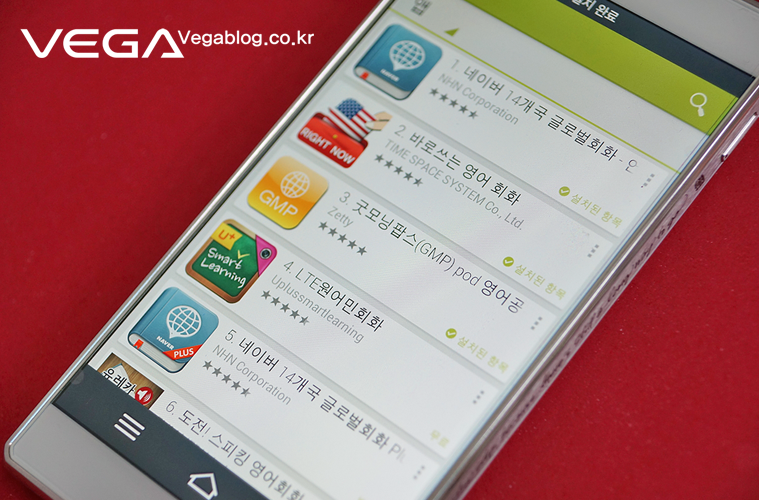 VEGA Vegablog.co.kr
설치 완료
앱
1. 네이버 14개국 글로벌회화 -
NHN Corporation
NAVER
설치된 항목
2. 바로쓰는 영어 회화
TIME SPACE SYSTEM Co., Ltd.
RIGHT NOW
설치된 항목
3. 굿모닝팝스(GMP) pod 영어공
Zetty
GMP
설치된 항목
4. LTE원어민회화
Uplussmartlearning
U+
Smart
Learning
무료
5. 네이버 14개국 글로벌회화 Pl
NHN Corporation
NAVER
PLUS
6. 도전! 스피킹 영어회화
유레카